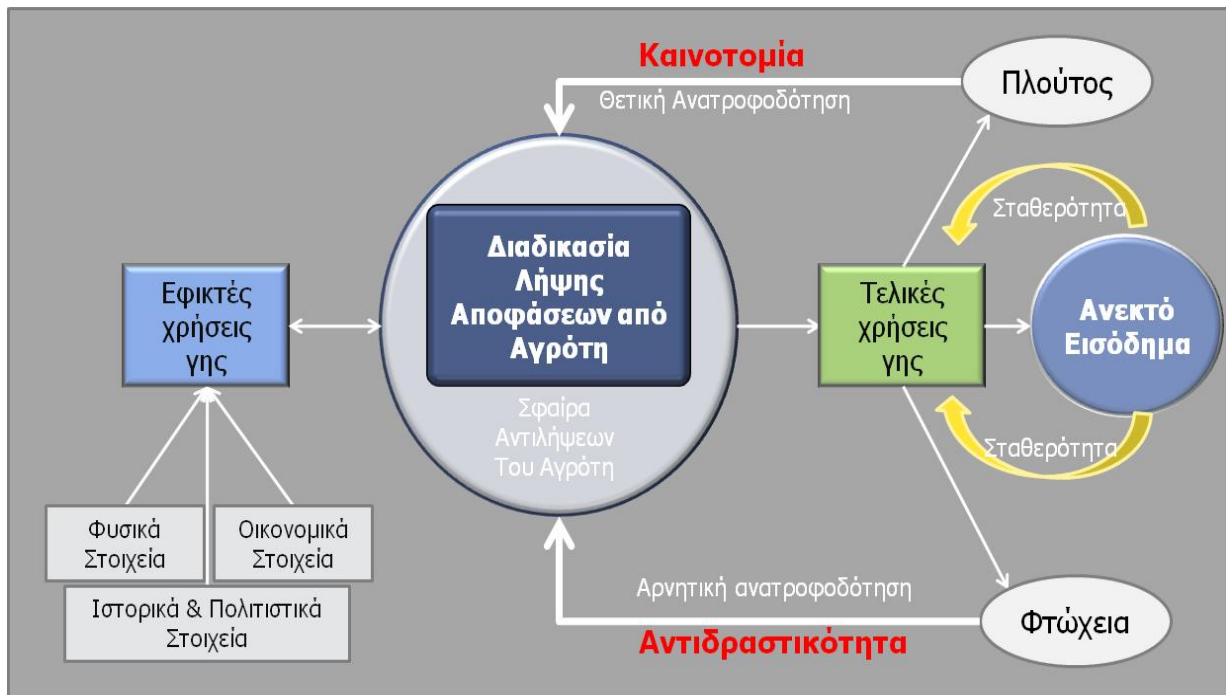 Καινοτομία
Θετική Ανατροφοδότηση
Πλούτος
Σταθερότητα
Διαδικασία
Λήψης
Αποφάσεων από
Αγρότη
Εφικτές
χρήσεις
γης
Τελικές
χρήσεις
γης
Ανεκτό
Εισόδημα
Σφαίρα
Αντιλήψεων
Του Αγρότη
Σταθερότητα
Φυσικά
Στοιχεία
Οικονομικά
Στοιχεία
Ιστορικά & Πολιτιστικά
Στοιχεία
Αρνητική ανατροφοδότηση
Αντιδραστικότητα
Φτώχεια